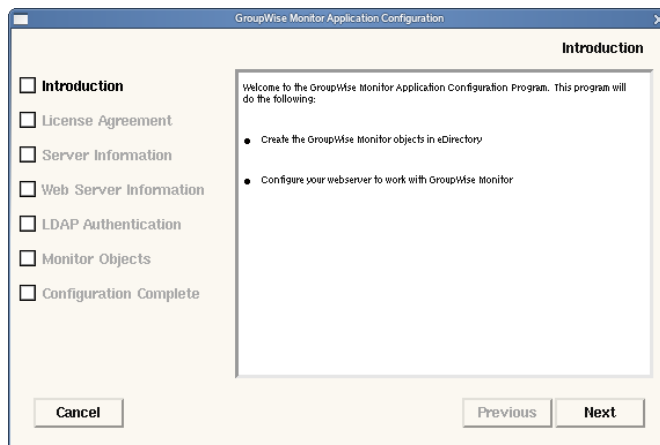 GroupWise Monitor Application Configuration
Introduction
Introduction
License Agreement
Server Information
Web Server Information
LDAP Authentication
Monitor Objects
Configuration Complete
Welcome to the GroupWise Monitor Application Configuration Program. This program will
do the following:
● Create the GroupWise Monitor objects in eDirectory
● Configure your webserver to work with GroupWise Monitor
Cancel
Previous
Next